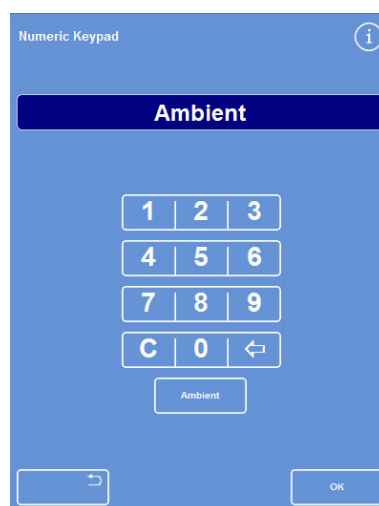 Numeric Keypad i
Ambient
1 2 3
4 5 6
7 8 9
C 0
Ambient
OK